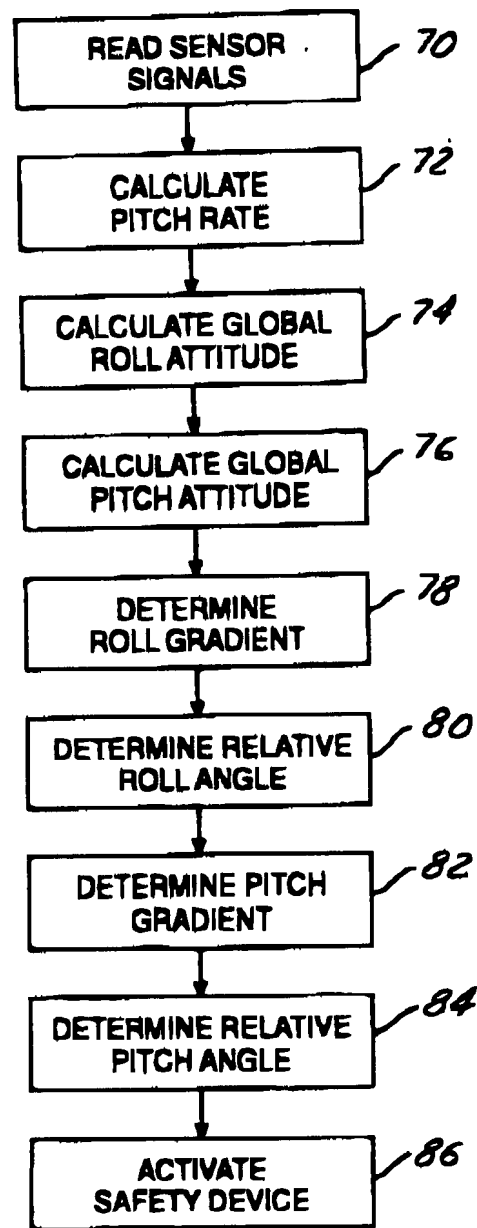 READ SENSOR
SIGNALS
70
CALCULATE
PITCH RATE
72
CALCULATE GLOBAL
ROLL ATTITUDE
74
CALCULATE GLOBAL
PITCH ATTITUDE
76
DETERMINE
ROLL GRADIENT
78
DETERMINE RELATIVE
ROLL ANGLE
80
DETERMINE PITCH
GRADIENT
82
DETERMINE RELATIVE
PITCH ANGLE
84
ACTIVATE
SAFETY DEVICE
86